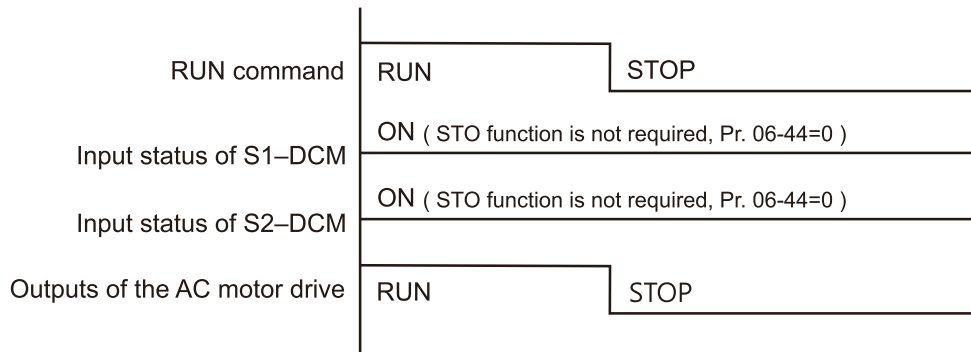 RUN command
RUN
STOP
ON ( STO function is not required, Pr. 06-44=0 )
Input status of S1–DCM
ON ( STO function is not required, Pr. 06-44=0 )
Input status of S2–DCM
Outputs of the AC motor drive
RUN
STOP